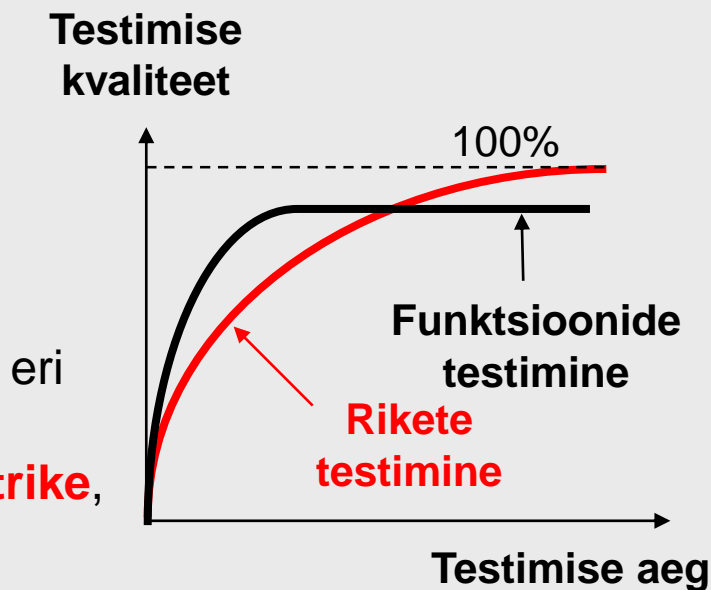 Testimise
kvaliteet
100%
Funktsioonide
testimine
eri
Rikete
testimine
trike,
Testimise aeg